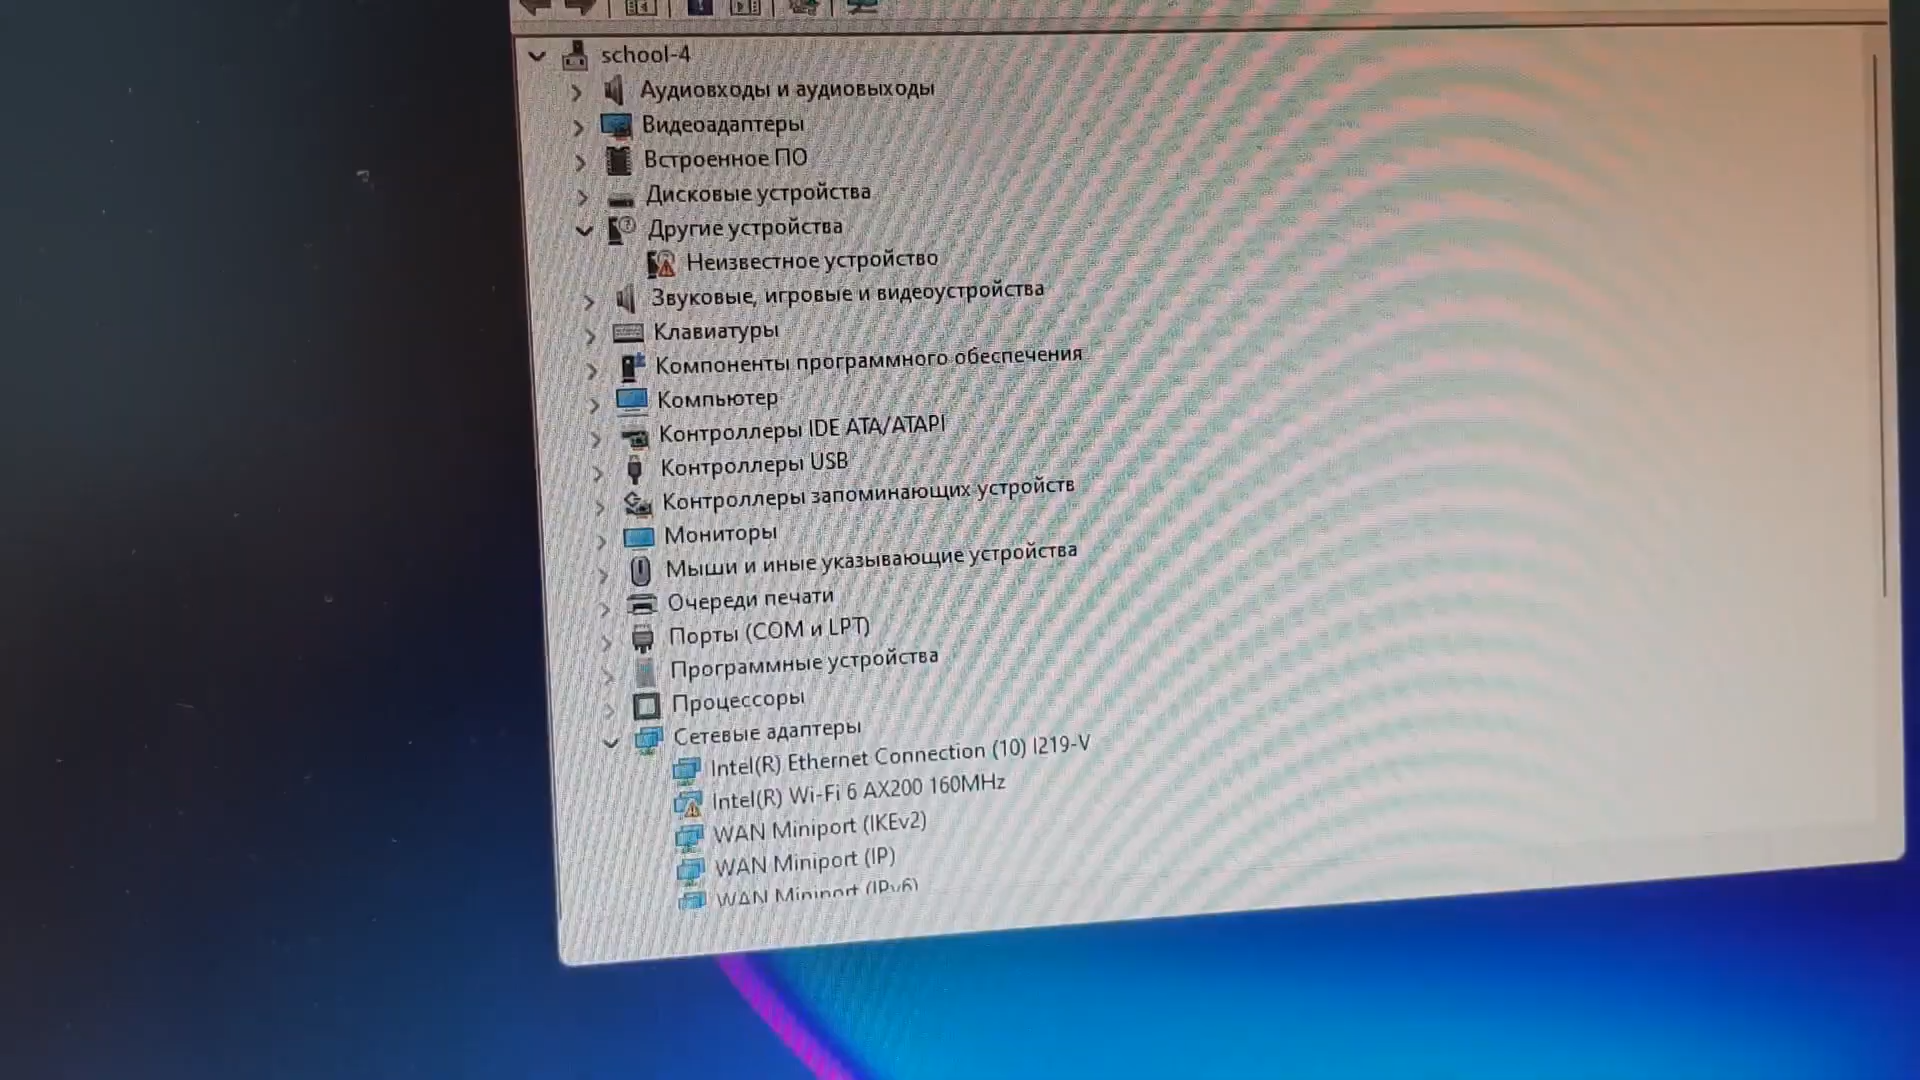 school-4
Аудиовходы и аудиовыходы
Видеоадаптеры
Встроенное ПО
Дисковые устройства
Другие устройства
Неизвестное устройство
Звуковые, игровые и видеоустройства
Клавиатуры
Компоненты программного обеспечения
Компьютер
Контроллеры IDE ATA/ATAPI
Контроллеры USB
Контроллеры запоминающих устройств
Мониторы
Мыши и иные указывающие устройства
Очереди печати
Порты (COM и LPT)
Программные устройства
Процессоры
Сетевые адаптеры
Intel(R) Ethernet Connection (10) I219-V
Intel(R) Wi-Fi 6 AX200 160MHz
WAN Miniport (IKEv2)
WAN Miniport (IP)
WAN Miniport (IPv6)